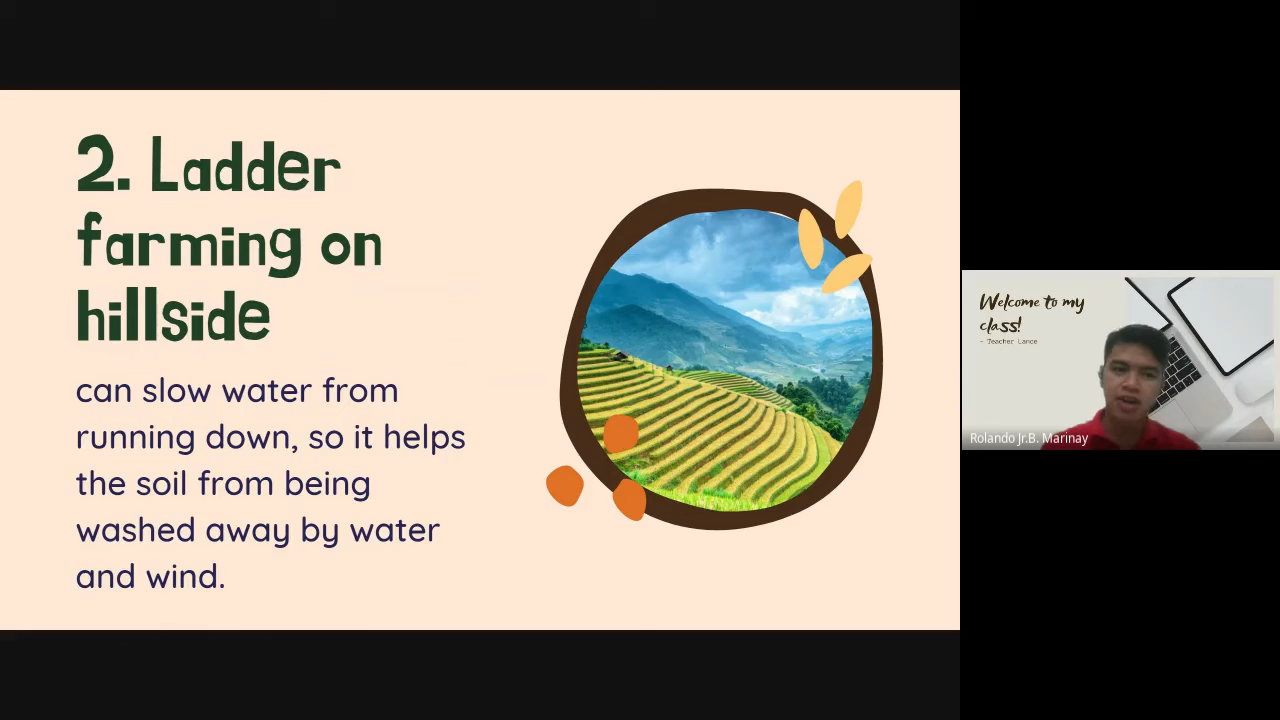 2. Ladder
farming on
hillside
can slow water from
running down, so it helps
the soil from being
washed away by water
and wind.
Welcome to my
class!
- Teacher Lance
Rolando Jr.B. Marinay